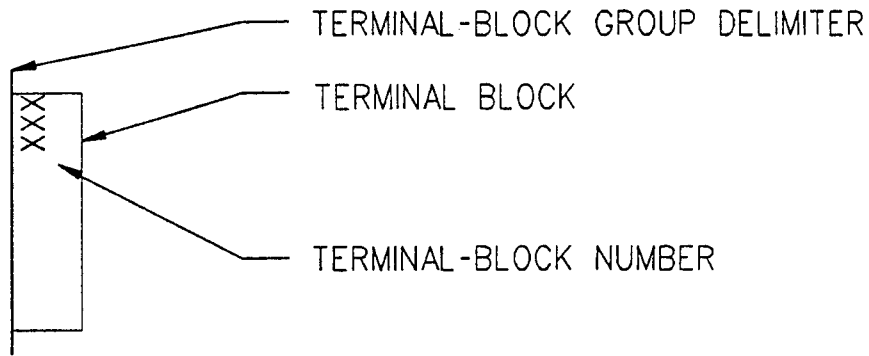 TERMINAL-BLOCK GROUP DELIMITER
TERMINAL BLOCK
XXX
TERMINAL-BLOCK NUMBER